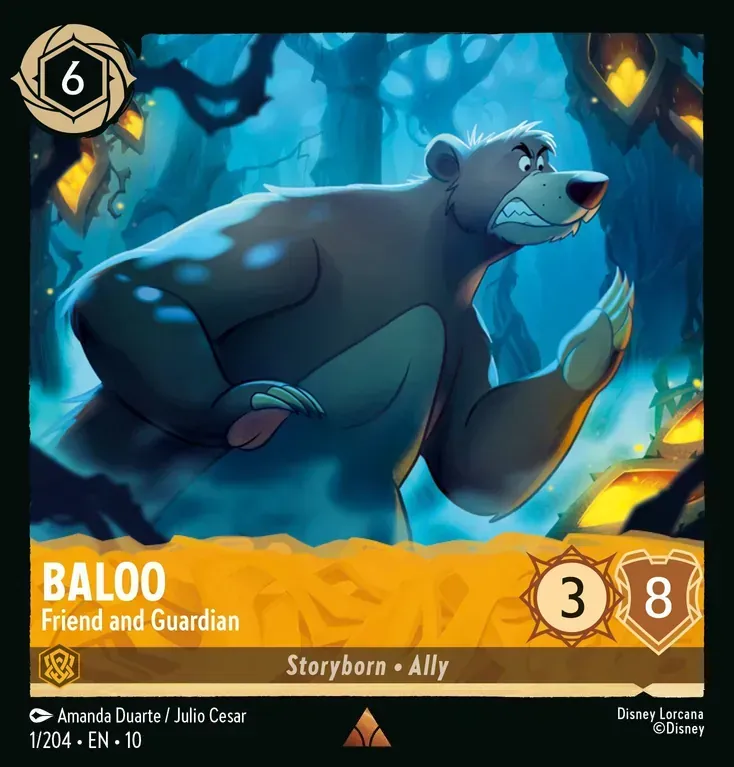 6
BALOO
Friend and Guardian
3
8
Storyborn • Ally
Amanda Duarte / Julio Cesar
1/204 • EN • 10
Disney Lorcana
©Disney